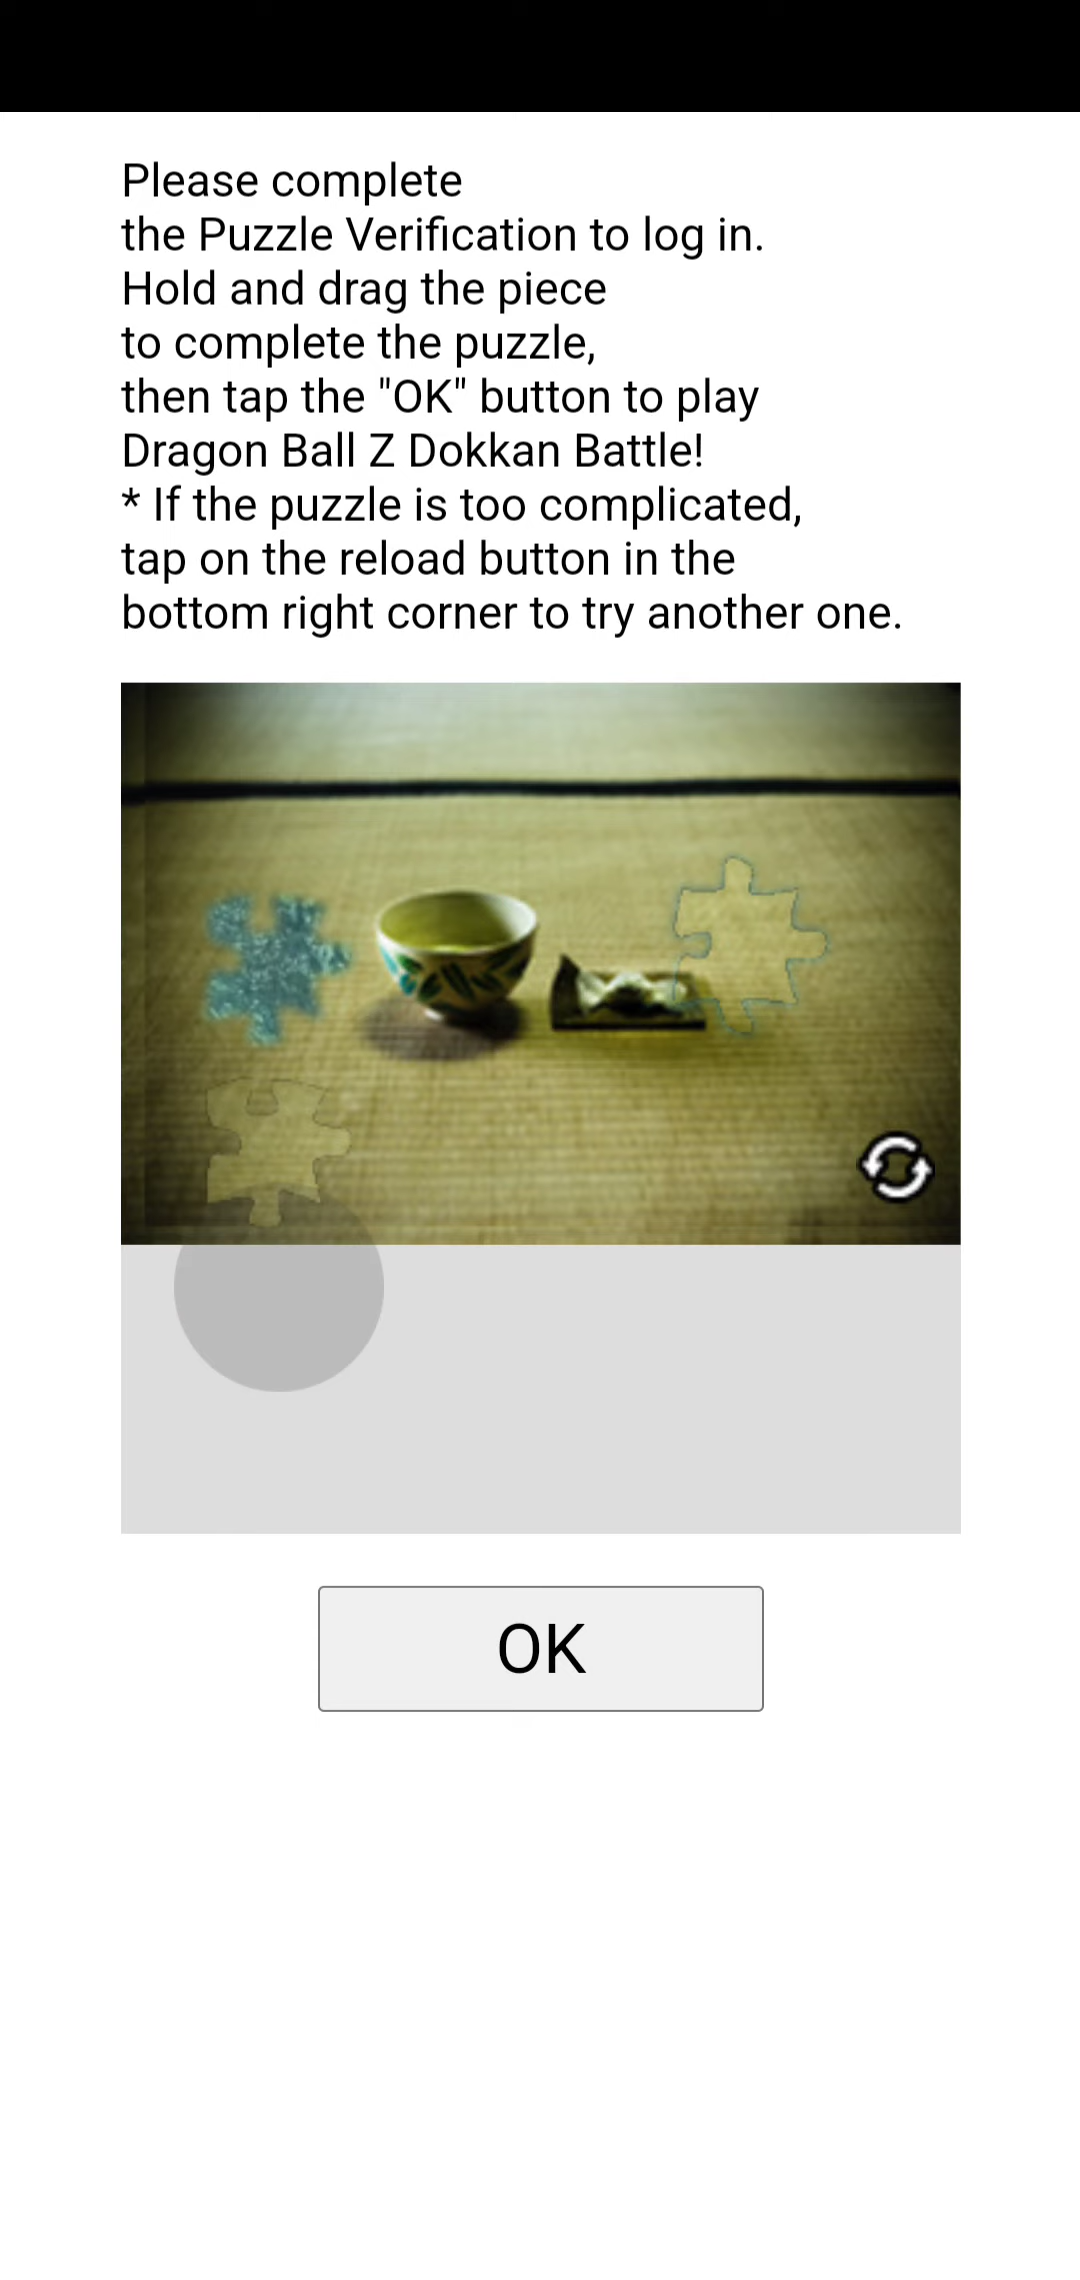 Please complete
the Puzzle Verification to log in.
Hold and drag the piece
to complete the puzzle,
then tap the "OK" button to play
Dragon Ball Z Dokkan Battle!
* If the puzzle is too complicated,
tap on the reload button in the
bottom right corner to try another one.
OK